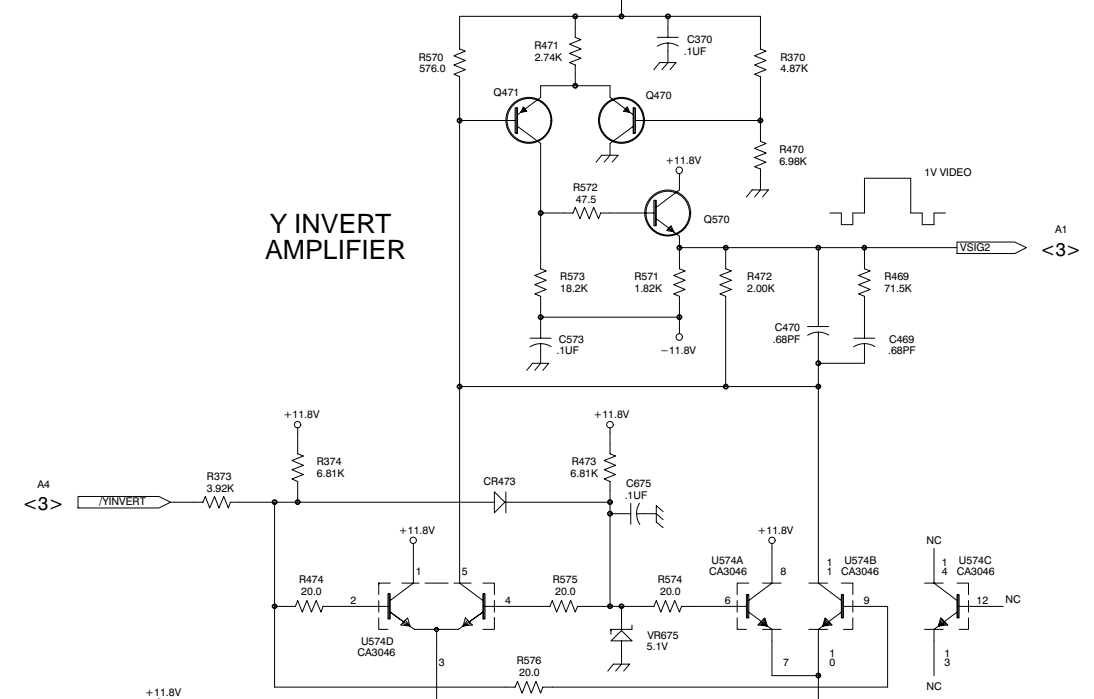 R570
576.0
R471
2.74K
C370
.1UF
R370
4.87K
Q471
Q470
R470
6.98K
+11.8V
R572
47.5
Q570
1V VIDEO
Y INVERT
AMPLIFIER
A1
<3>
VSIG2
R573
18.2K
R571
1.82K
R472
2.00K
R469
71.5K
C573
.1UF
−11.8V
C470
.68PF
C469
.68PF
+11.8V
+11.8V
R374
6.81K
R473
6.81K
A4
<3>
/YINVERT
R373
3.92K
CR473
C675
.1UF
+11.8V
+11.8V
NC
1
5
U574A
CA3046
8
1
1
U574B
CA3046
1
4
U574C
CA3046
R474
20.0
2
4
R575
20.0
R574
20.0
6
9
12
NC
U574D
CA3046
3
VR675
5.1V
7
1
0
1
3
R576
20.0
NC
+11.8V